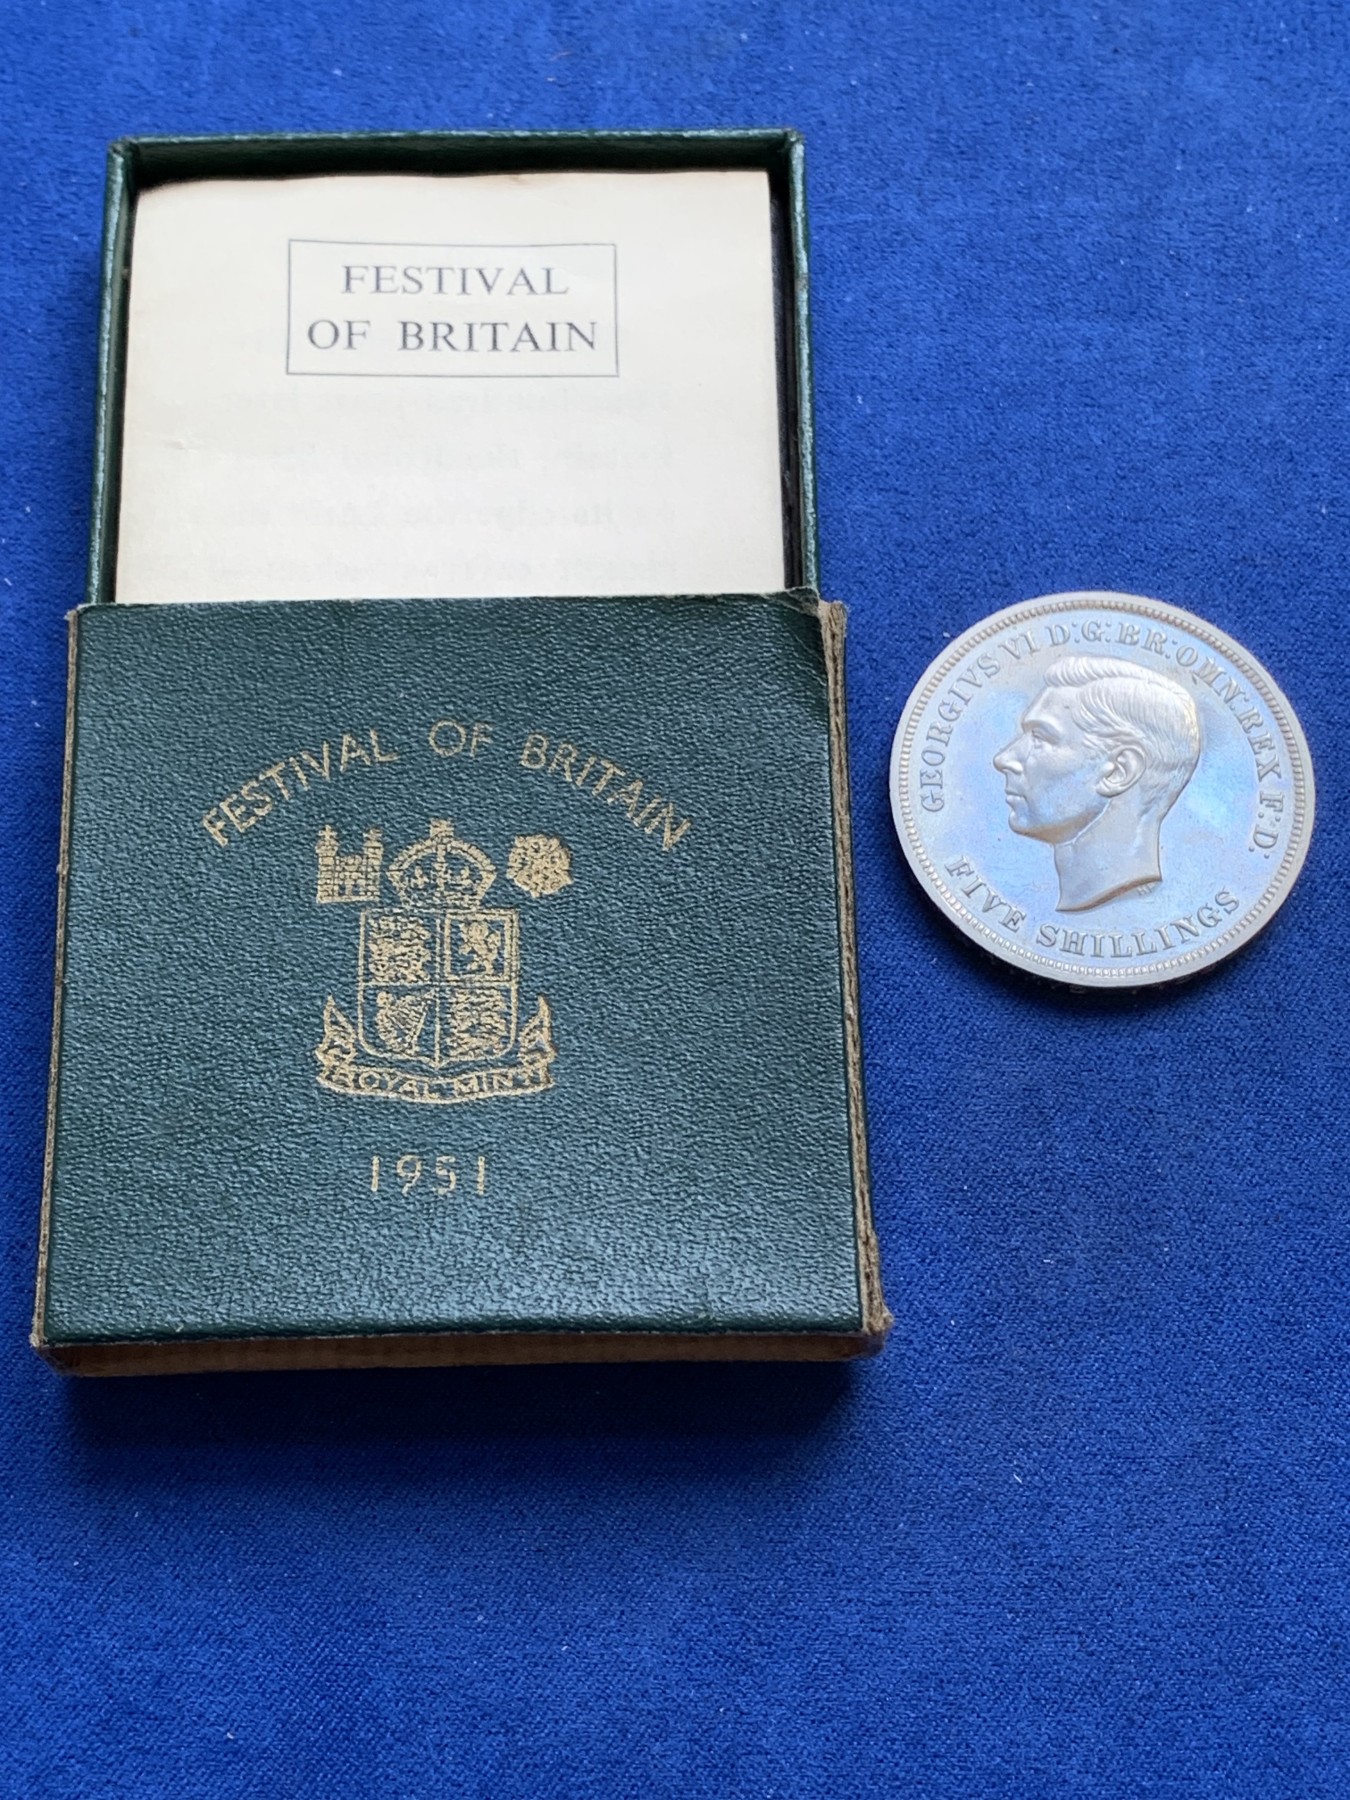 FESTIVAL
OF BRITAIN
FESTIVAL OF BRITAIN
ROYAL MINT
1951
GEORGIVS VI D:G:BR:OMN:REX F:D:
FIVE SHILLINGS